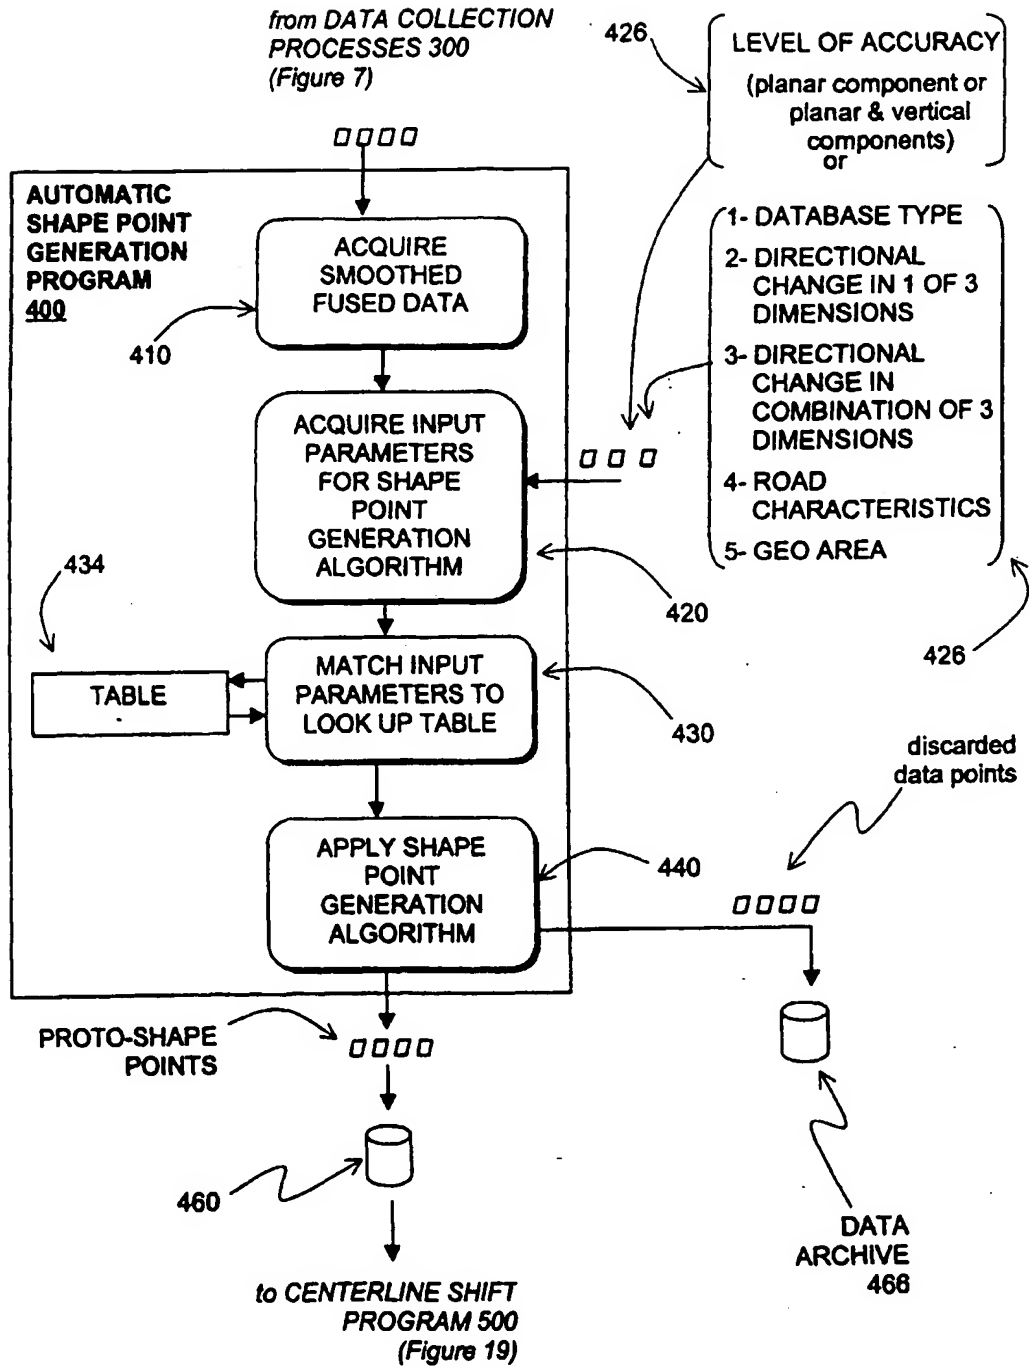 from DATA COLLECTION
PROCESSES 300
(Figure 7)
426
LEVEL OF ACCURACY
(planar component or
planar & vertical
components)
or
AUTOMATIC
SHAPE POINT
GENERATION
PROGRAM
400
ACQUIRE
SMOOTHED
FUSED DATA
410
1- DATABASE TYPE
2- DIRECTIONAL
CHANGE IN 1 OF 3
DIMENSIONS
3- DIRECTIONAL
CHANGE IN
COMBINATION OF 3
DIMENSIONS
4- ROAD
CHARACTERISTICS
5- GEO AREA
426
ACQUIRE INPUT
PARAMETERS
FOR SHAPE
POINT
GENERATION
ALGORITHM
420
434
TABLE
MATCH INPUT
PARAMETERS TO
LOOK UP TABLE
430
discarded
data points
APPLY SHAPE
POINT
GENERATION
ALGORITHM
440
PROTO-SHAPE
POINTS
460
DATA
ARCHIVE
466
to CENTERLINE SHIFT
PROGRAM 500
(Figure 19)